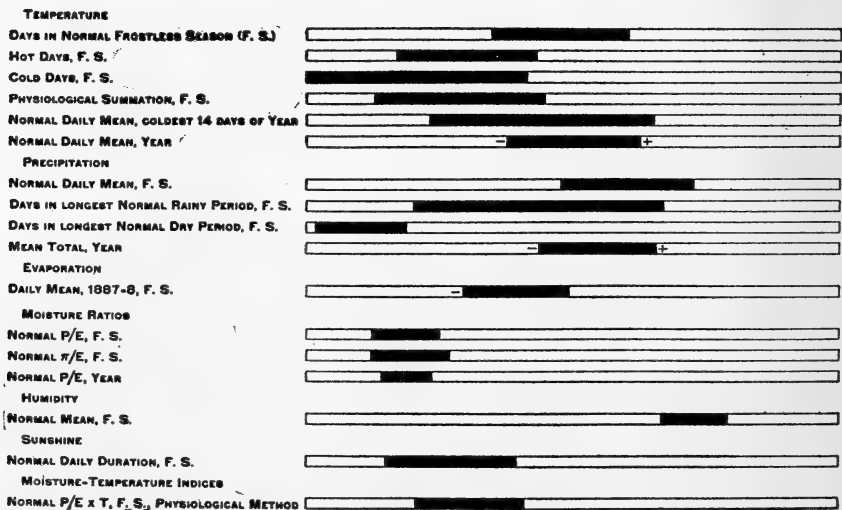 TEMPERATURE
DAYS IN NORMAL FROSTLESS SEASON (F. S.)
HOT DAYS, F. S.
COLD DAYS, F. S.
PHYSIOLOGICAL SUMMATION, F. S.
NORMAL DAILY MEAN, COLDEST 14 DAYS OF YEAR
NORMAL DAILY MEAN, YEAR − +
PRECIPITATION
NORMAL DAILY MEAN, F. S.
DAYS IN LONGEST NORMAL RAINY PERIOD, F. S.
DAYS IN LONGEST NORMAL DRY PERIOD, F. S.
MEAN TOTAL, YEAR − +
EVAPORATION
DAILY MEAN, 1887-8, F. S. −
MOISTURE RATIOS
NORMAL P/E, F. S.
NORMAL π/E, F. S.
NORMAL P/E, YEAR
HUMIDITY
NORMAL MEAN, F. S.
SUNSHINE
NORMAL DAILY DURATION, F. S.
MOISTURE-TEMPERATURE INDICES
NORMAL P/E x T, F. S., PHYSIOLOGICAL METHOD